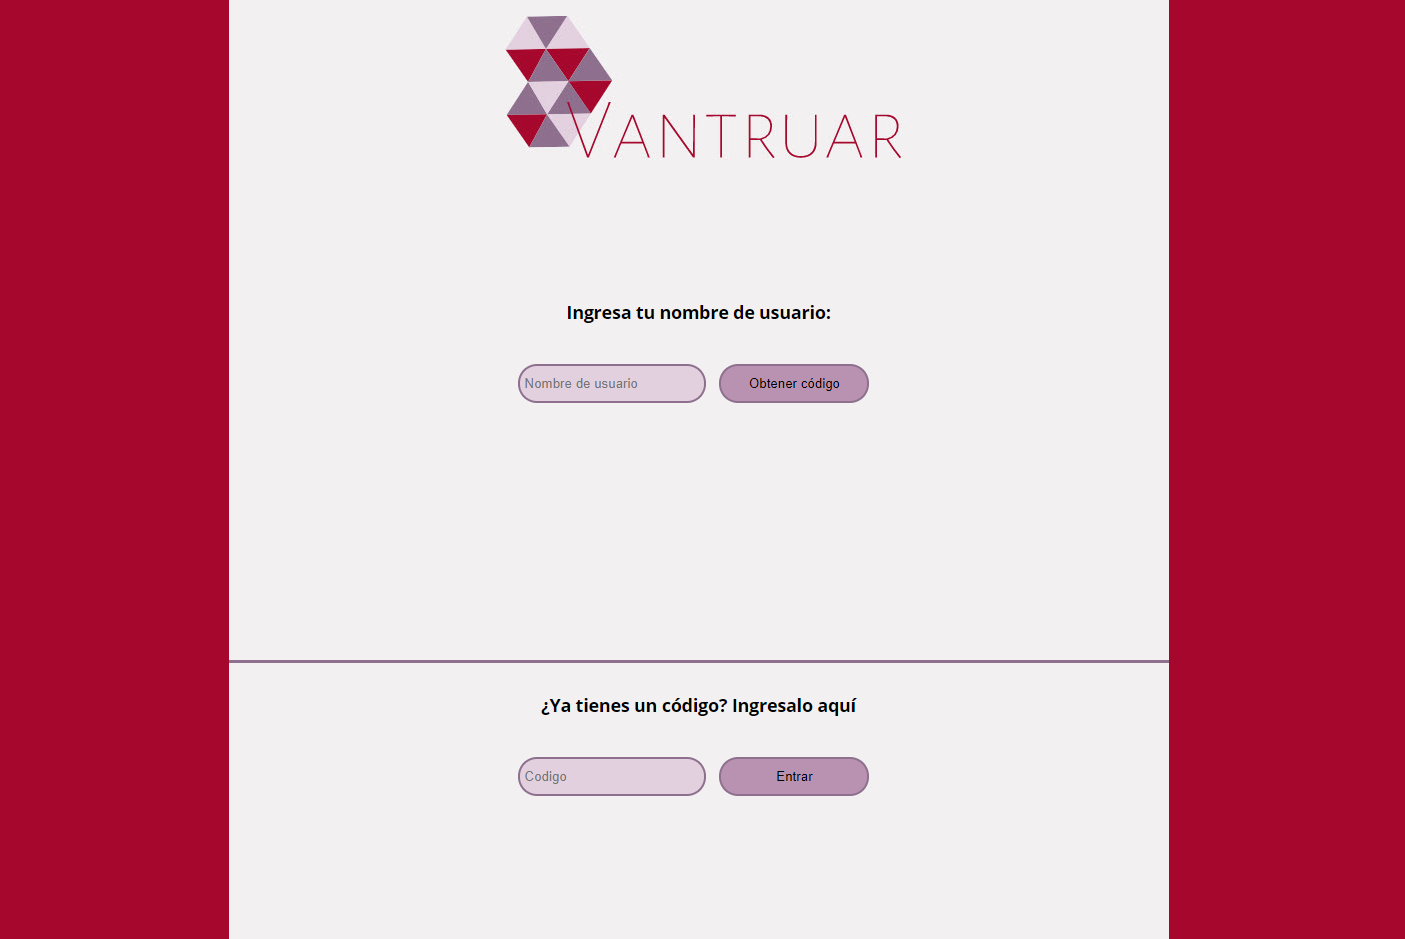 VANTRUAR
Ingresa tu nombre de usuario:
Nombre de usuario
Obtener código
¿Ya tienes un código? Ingresalo aquí
Codigo
Entrar